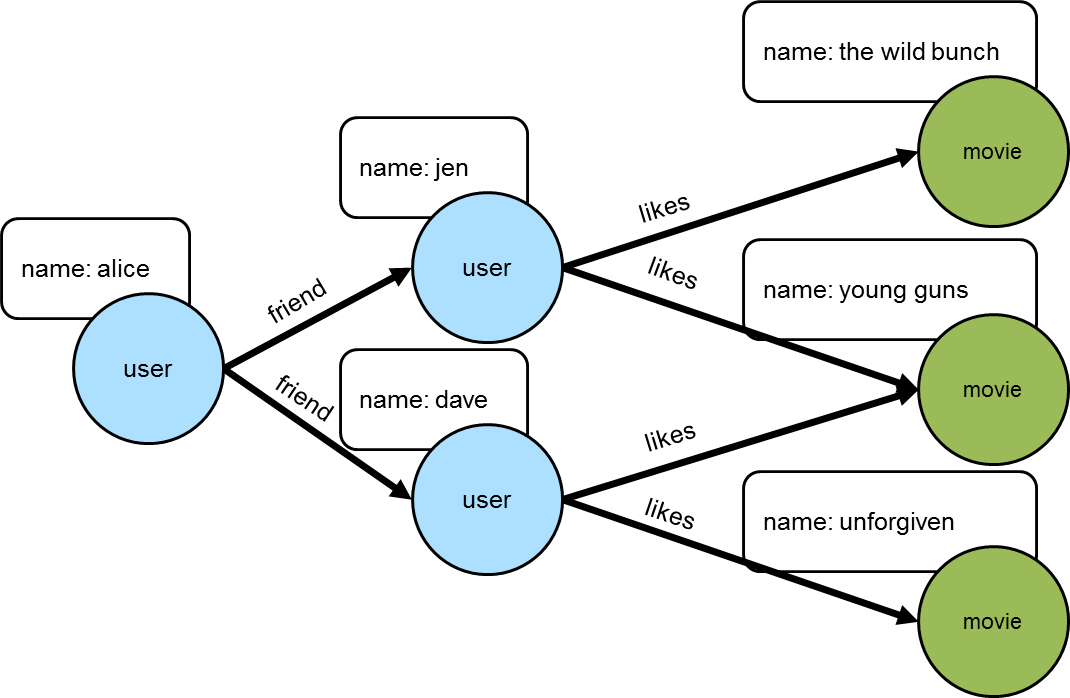 name: the wild bunch
movie
name: jen
user
likes
likes
name: young guns
movie
name: alice
user
friend
friend
name: dave
user
likes
likes
name: unforgiven
movie